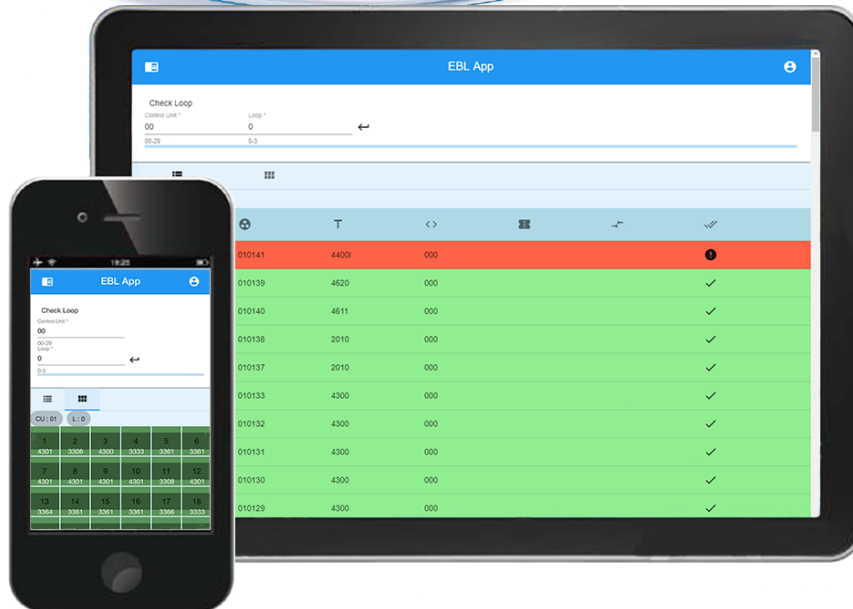 EBL App
Check Loop
Control Unit * Loop *
00 0
00-29 0-3
T < >
010141 4400I 000
010139 4620 000
010140 4611 000
010138 2010 000
010137 2010 000
010133 4300 000
010132 4300 000
010131 4300 000
010130 4300 000
010129 4300 000
19:25
EBL App
Check Loop
Control Unit *
00
00-29
Loop *
0
0-3
CU : 01 L : 0
1 2 3 4 5 6
4301 3308 4300 3333 3361 3361
7 8 9 10 11 12
4301 4301 4301 4301 3308 4301
13 14 15 16 17 18
3364 3361 3361 3361 3366 3333